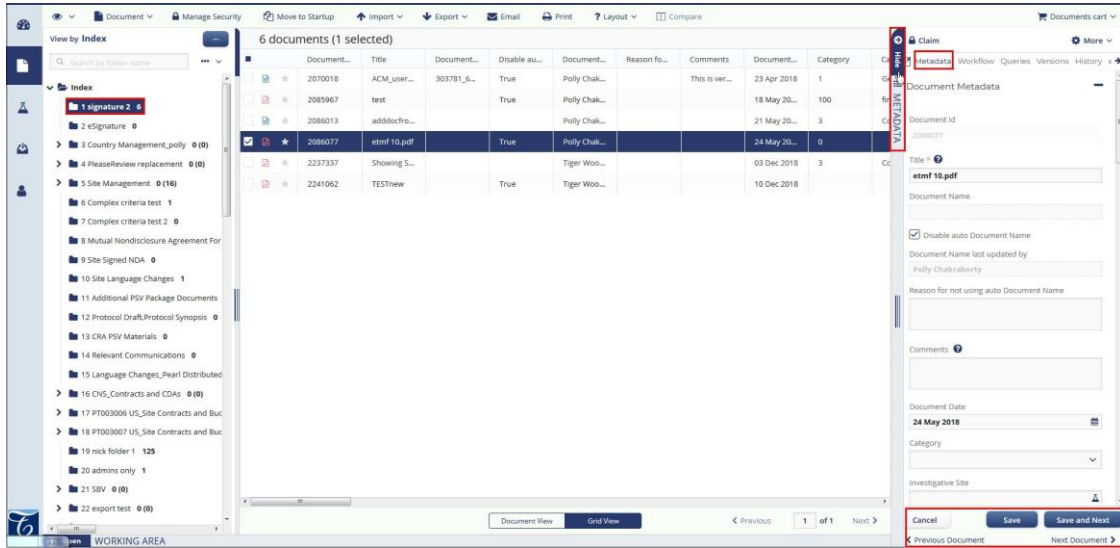 Document
Manage Security
Move to Startup
Import
Export
Email
Print
? Layout
Compare
Documents cart
View by Index
Search by folder name
Index
1 signature 2 6
2 eSignature 0
3 Country Management_polly 0 (0)
4 PleaseReview replacement 0 (0)
5 Site Management 0 (16)
6 Complex criteria test 1
7 Complex criteria test 2 0
8 Mutual Nondisclosure Agreement For
9 Site Signed NDA 0
10 Site Language Changes 1
11 Additional PSV Package Documents
12 Protocol Draft,Protocol Synopsis 0
13 CRA PSV Materials 0
14 Relevant Communications 0
15 Language Changes_Pearl Distributed
16 CNS_Contracts and CDAs 0 (0)
17 PT003006 US_Site Contracts and Buc
18 PT003007 US_Site Contracts and Buc
19 nick folder 1 125
20 admins only 1
21 SBV 0 (0)
22 export test 0 (0)
6 documents (1 selected)
Document... Title Document... Disable au... Document... Reason fo... Comments Document... Category
2070018 ACM_user... 303781_6... True Polly Chak... This is ver... 23 Apr 2018 1
2085967 test True Polly Chak... 18 May 20... 100
2086013 adddocfro... Polly Chak... 21 May 20... 3
2086077 etmf 10.pdf True Polly Chak... 24 May 20... 0
2237337 Showing S... Tiger Woo... 03 Dec 2018 3
2241062 TESTnew True Tiger Woo... 10 Dec 2018
Document View
Grid View
Previous 1 of 1 Next
Hide
METADATA
Claim
More
Metadata Workflow Queries Versions History
Document Metadata
Document Id
2086077
Title *
etmf 10.pdf
Document Name
Disable auto Document Name
Document Name last updated by
Polly Chakraborty
Reason for not using auto Document Name
Comments
Document Date
24 May 2018
Category
Investigative Site
Cancel
Save
Save and Next
Previous Document
Next Document
WORKING AREA